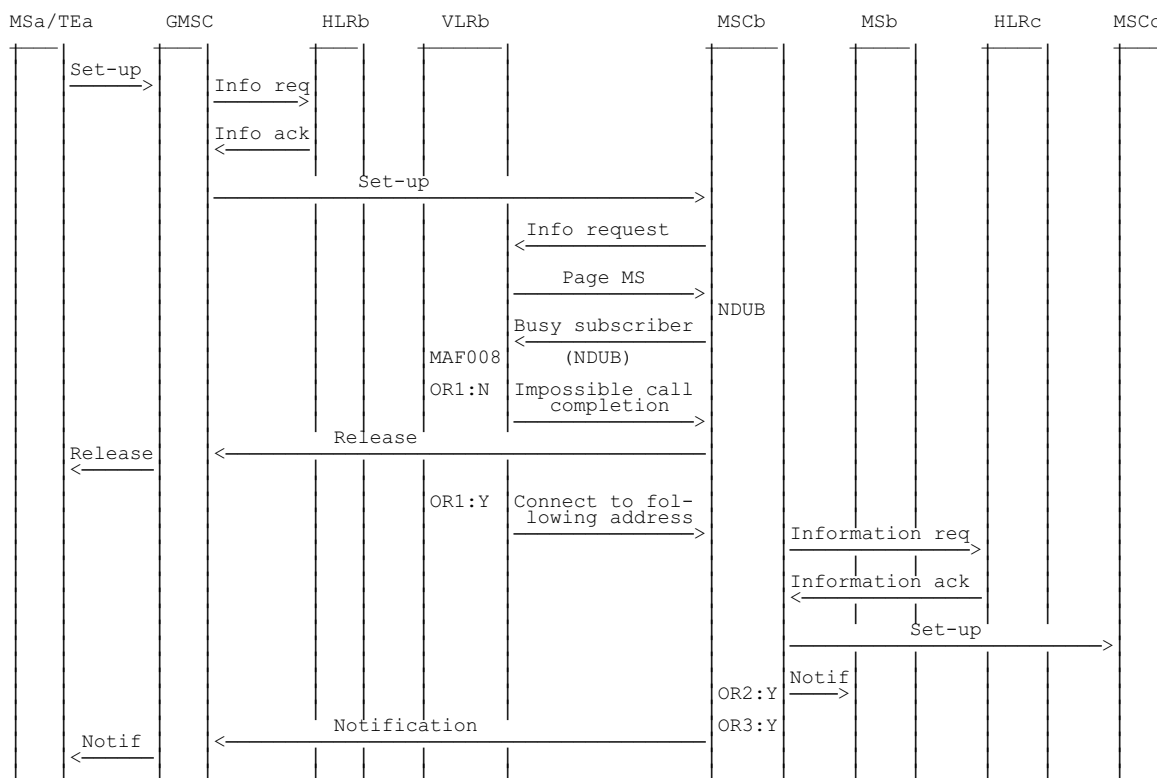 MSa/TEa GMSC HLRb VLRb MSCb MSb HLRc MSCc
Set-up
Info req
Info ack
Set-up
Info request
Page MS
NDUB
Busy subscriber
MAF008 (NDUB)
OR1:N Impossible call
completion
Release
Release
OR1:Y Connect to fol-
lowing address
Information req
Information ack
Set-up
Notif
OR2:Y
Notification OR3:Y
Notif